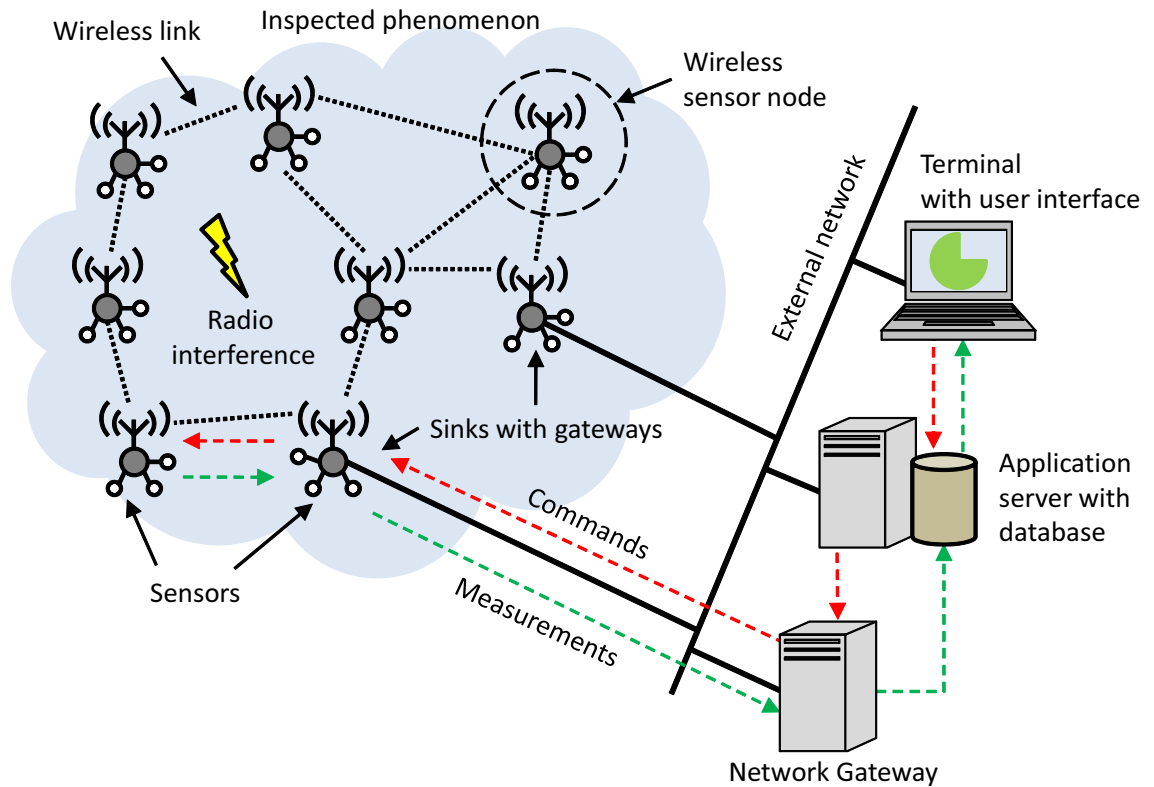 Inspected phenomenon
Wireless link
Wireless
sensor node
Terminal
with user interface
External network
Radio
interference
Sinks with gateways
Application
server with
database
Commands
Measurements
Sensors
Network Gateway